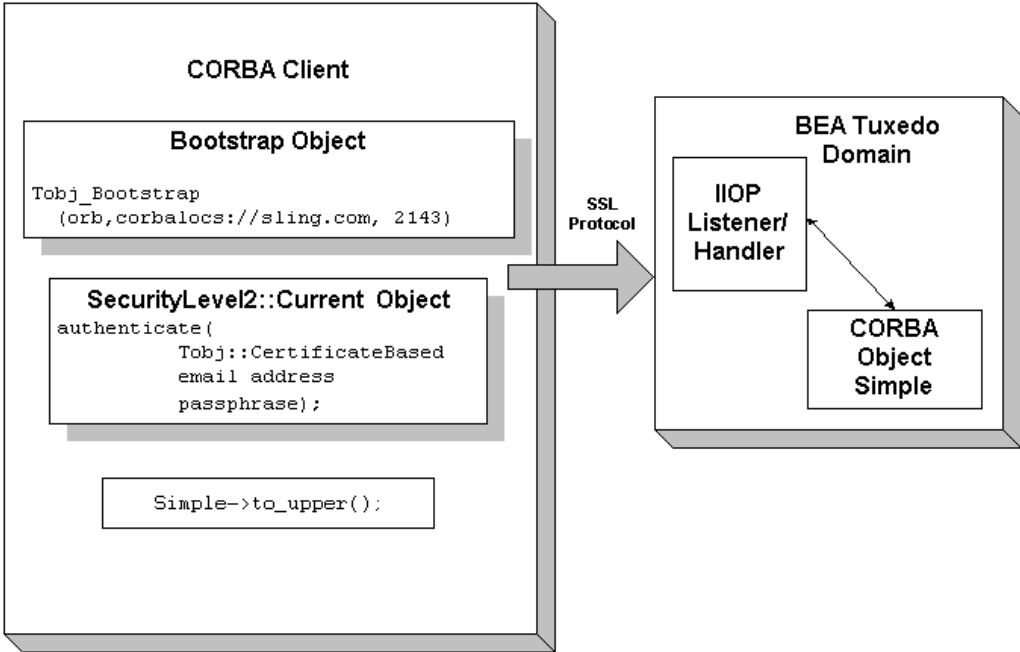 CORBA Client
Bootstrap Object
Tobj_Bootstrap
(orb,corbalocs://sling.com, 2143)
SecurityLevel2::Current Object
authenticate(
Tobj::CertificateBased
email address
passphrase);
Simple->to_upper();
SSL
Protocol
BEA Tuxedo
Domain
IIOP
Listener/
Handler
CORBA
Object
Simple